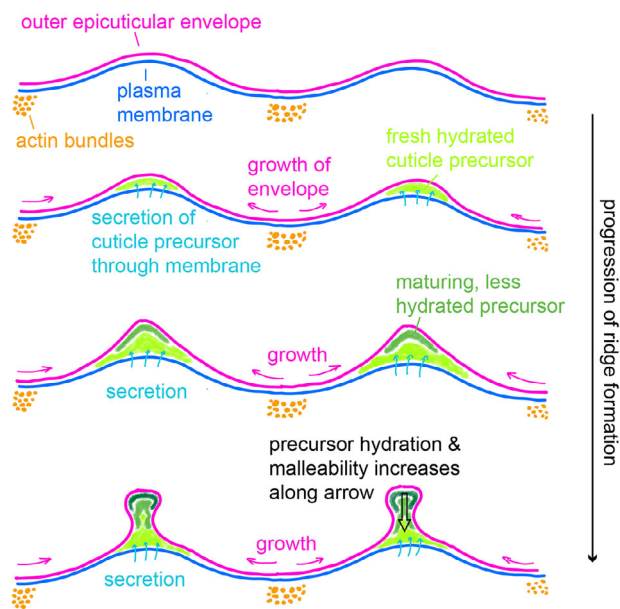 outer epicuticular envelope
plasma
membrane
actin bundles
fresh hydrated
cuticle precursor
growth of
envelope
secretion of
cuticle precursor
through membrane
maturing, less
hydrated precursor
growth
secretion
precursor hydration &
malleability increases
along arrow
growth
secretion
progression of ridge formation